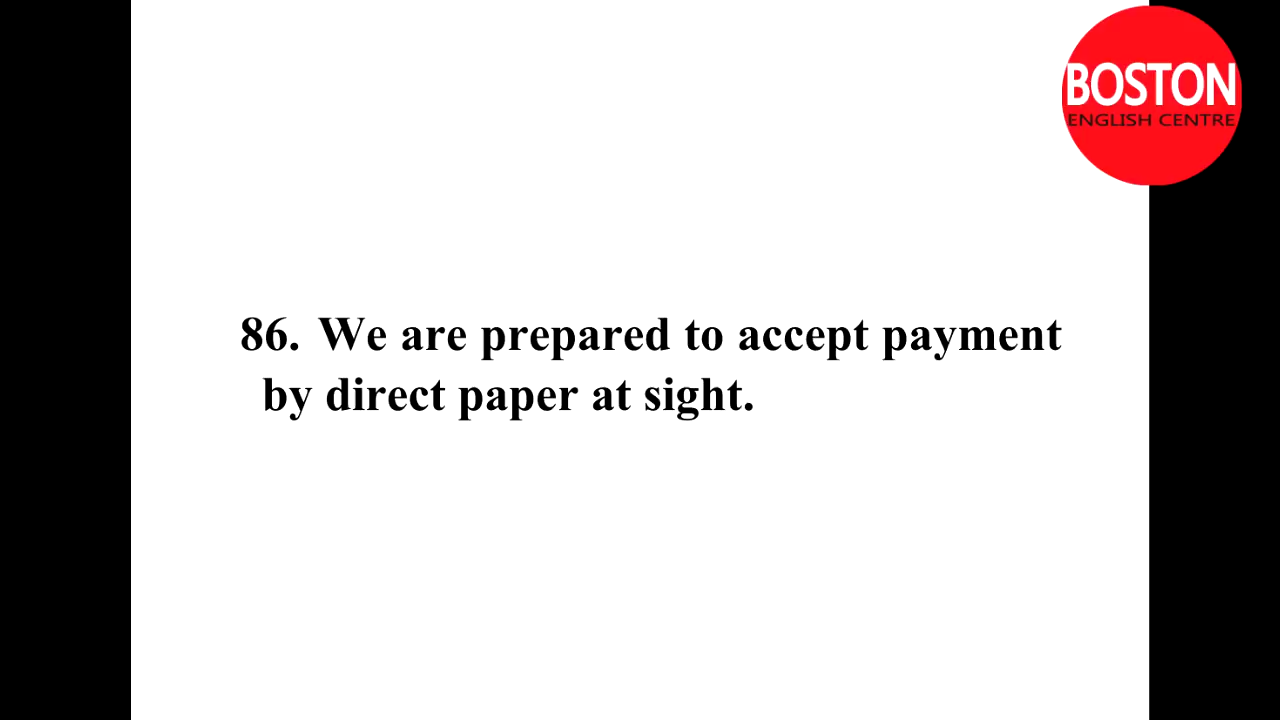 BOSTON
ENGLISH CENTRE
86. We are prepared to accept payment
by direct paper at sight.